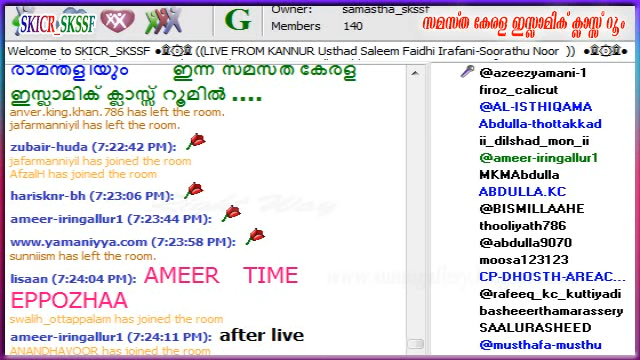 SKICR_SKSSF
G
Owner: samastha_skssf
Members 140
സമസ്ത കേരള ഇസ്ലാമിക് ക്ലാസ്സ് റൂം
Welcome to SKICR_SKSSF ●۩۞۩ ((LIVE FROM KANNUR Usthad Saleem Faidhi Irafani-Soorathu Noor )) ●۩۞۩ ●
രാമന്തളിയും ഇന്ന് സമസ്ത കേരള
ഇസ്ലാമിക് ക്ലാസ്സ് റൂമില്‍ ....
anver.king.khan.786 has left the room.
jafarmanniyil has left the room.
zubair-huda (7:22:42 PM):
jafarmanniyil has joined the room
AfzalH has joined the room
harisknr-bh (7:23:06 PM):
ameer-iringallur1 (7:23:44 PM):
www.yamaniyya.com (7:23:58 PM):
sunniism has left the room.
lisaan (7:24:04 PM): AMEER TIME
EPPOZHAA
swalih_ottappalam has joined the room
ameer-iringallur1 (7:24:11 PM): after live
ANANDHAVOOR has joined the room
@azeezyamani-1
firoz_calicut
@AL-ISTHIQAMA
Abdulla-thottakkad
ii_dilshad_mon_ii
@ameer-iringallur1
MKMAbdulla
ABDULLA.KC
@BISMILLAAHE
thooliyath786
@abdulla9070
moosa123123
CP-DHOSTH-AREAC...
@rafeeq_kc_kuttiyadi
basheeerthamarassery
SAALURASHEED
@musthafa-musthu